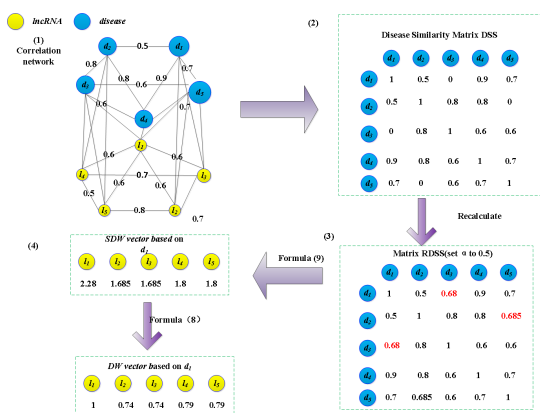 lncRNA disease
(1)
Correlation
network
d2 0.5 d1
0.8 0.7
0.8 0.9
d3 0.6 d5
0.6 0.7
d4
l1
0.6 0.6
l4 0.7 l3
0.5 0.6 0.6
l5 0.8 l2 0.7
(2)
Disease Similarity Matrix DSS
d1 d2 d3 d4 d5
d1 1 0.5 0 0.9 0.7
d2 0.5 1 0.8 0.8 0
d3 0 0.8 1 0.6 0.6
d4 0.9 0.8 0.6 1 0.7
d5 0.7 0 0.6 0.7 1
Recalculate
(3)
Matrix RDSS(set α to 0.5)
d1 d2 d3 d4 d5
d1 1 0.5 0.68 0.9 0.7
d2 0.5 1 0.8 0.8 0.685
d3 0.68 0.8 1 0.6 0.6
d4 0.9 0.8 0.6 1 0.7
d5 0.7 0.685 0.6 0.7 1
Formula (9)
(4)
SDW vector based on
d1
l1 l2 l3 l4 l5
2.28 1.685 1.685 1.8 1.8
Formula（8）
DW vector based on d1
l1 l2 l3 l4 l5
1 0.74 0.74 0.79 0.79